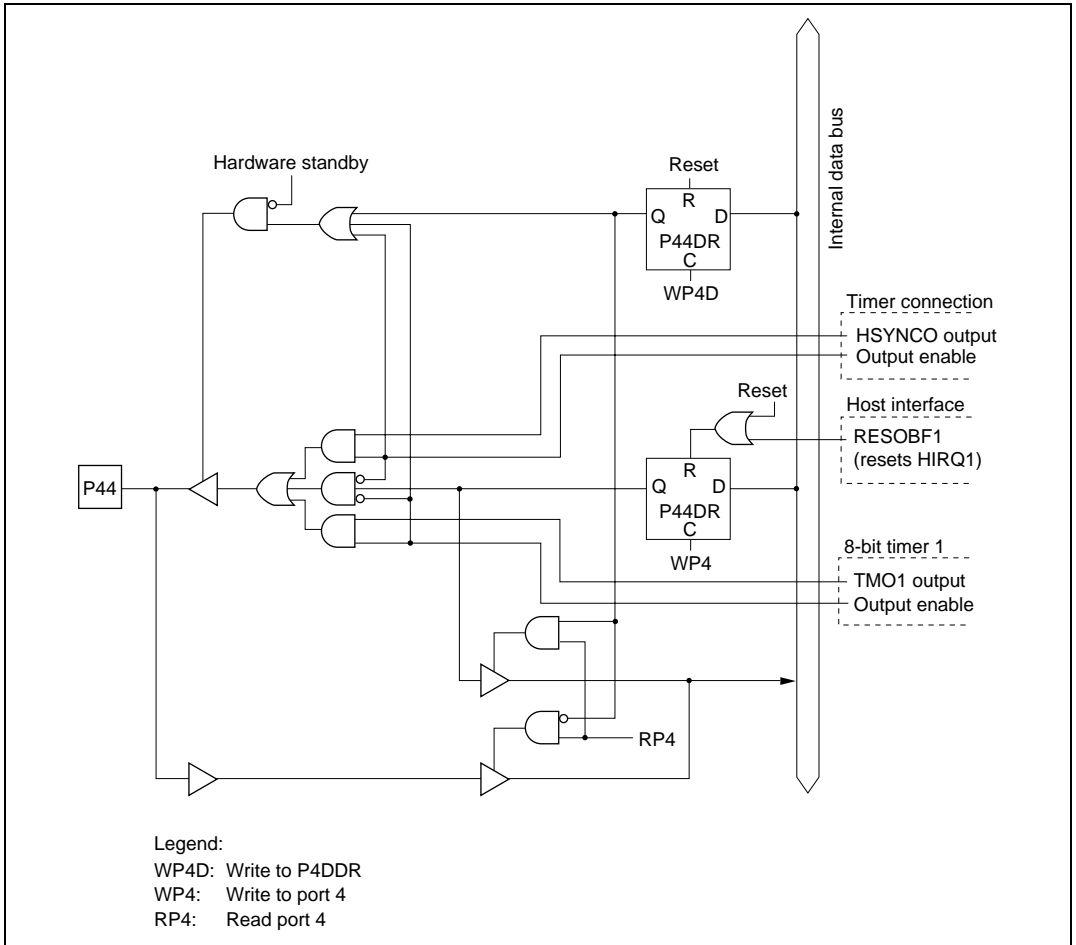 Hardware standby
Reset
R
Q
D
P44DR
C
WP4D
Internal data bus
Timer connection
HSYNCO output
Output enable
Reset
Host interface
RESOBF1
(resets HIRQ1)
R
P44
Q
D
P44DR
C
WP4
8-bit timer 1
TMO1 output
Output enable
RP4
Legend:
WP4D: Write to P4DDR
WP4: Write to port 4
RP4: Read port 4